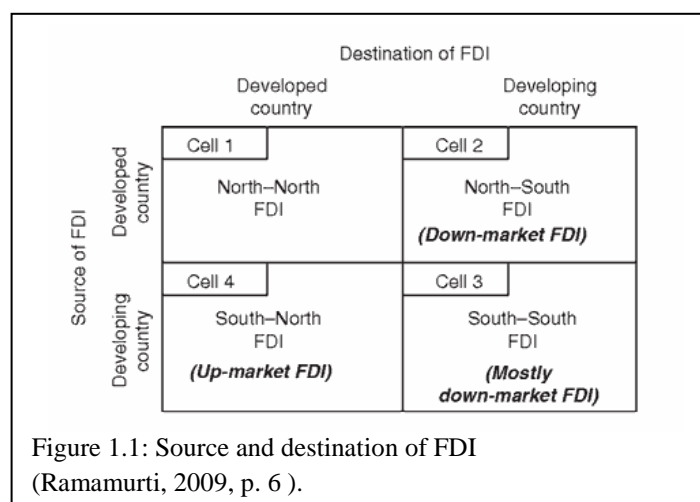 Destination of FDI
Developed
country
Developing
country
Source of FDI
Developed
country
Cell 1
North–North
FDI
Cell 2
North–South
FDI
(Down-market FDI)
Developing
country
Cell 4
South–North
FDI
(Up-market FDI)
Cell 3
South–South
FDI
(Mostly
down-market FDI)
Figure 1.1: Source and destination of FDI
(Ramamurti, 2009, p. 6 ).